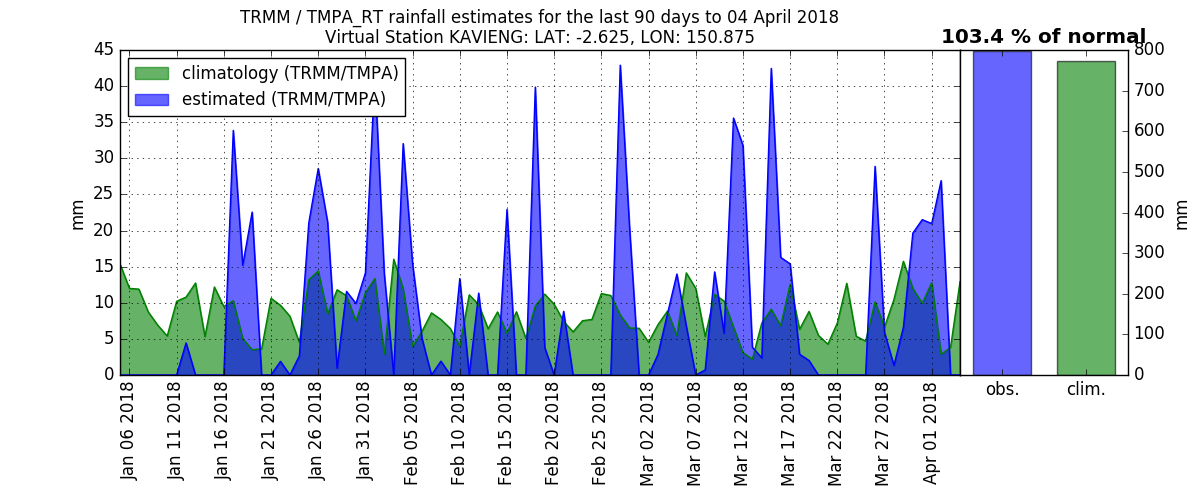 TRMM / TMPA_RT rainfall estimates for the last 90 days to 04 April 2018
Virtual Station KAVIENG: LAT: -2.625, LON: 150.875
103.4 % of normal
climatology (TRMM/TMPA)
estimated (TRMM/TMPA)
45
40
35
30
25
20
15
10
5
0
mm
Jan 06 2018
Jan 11 2018
Jan 16 2018
Jan 21 2018
Jan 26 2018
Jan 31 2018
Feb 05 2018
Feb 10 2018
Feb 15 2018
Feb 20 2018
Feb 25 2018
Mar 02 2018
Mar 07 2018
Mar 12 2018
Mar 17 2018
Mar 22 2018
Mar 27 2018
Apr 01 2018
obs.
clim.
800
700
600
500
400
300
200
100
0
mm